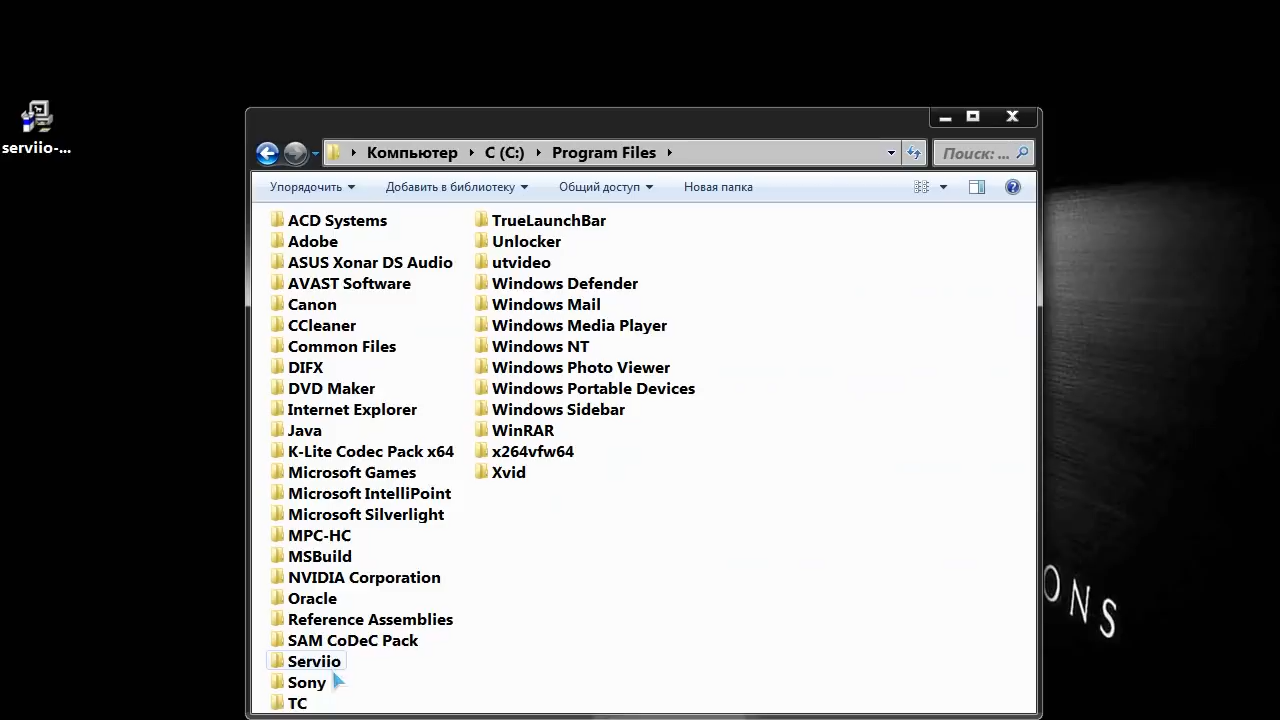 serviio-...
Компьютер
C (C:)
Program Files
Поиск: ...
Упорядочить
Добавить в библиотеку
Общий доступ
Новая папка
ACD Systems
Adobe
ASUS Xonar DS Audio
AVAST Software
Canon
CCleaner
Common Files
DIFX
DVD Maker
Internet Explorer
Java
K-Lite Codec Pack x64
Microsoft Games
Microsoft IntelliPoint
Microsoft Silverlight
MPC-HC
MSBuild
NVIDIA Corporation
Oracle
Reference Assemblies
SAM CoDeC Pack
Serviio
Sony
TC
TrueLaunchBar
Unlocker
utvideo
Windows Defender
Windows Mail
Windows Media Player
Windows NT
Windows Photo Viewer
Windows Portable Devices
Windows Sidebar
WinRAR
x264vfw64
Xvid
ONS